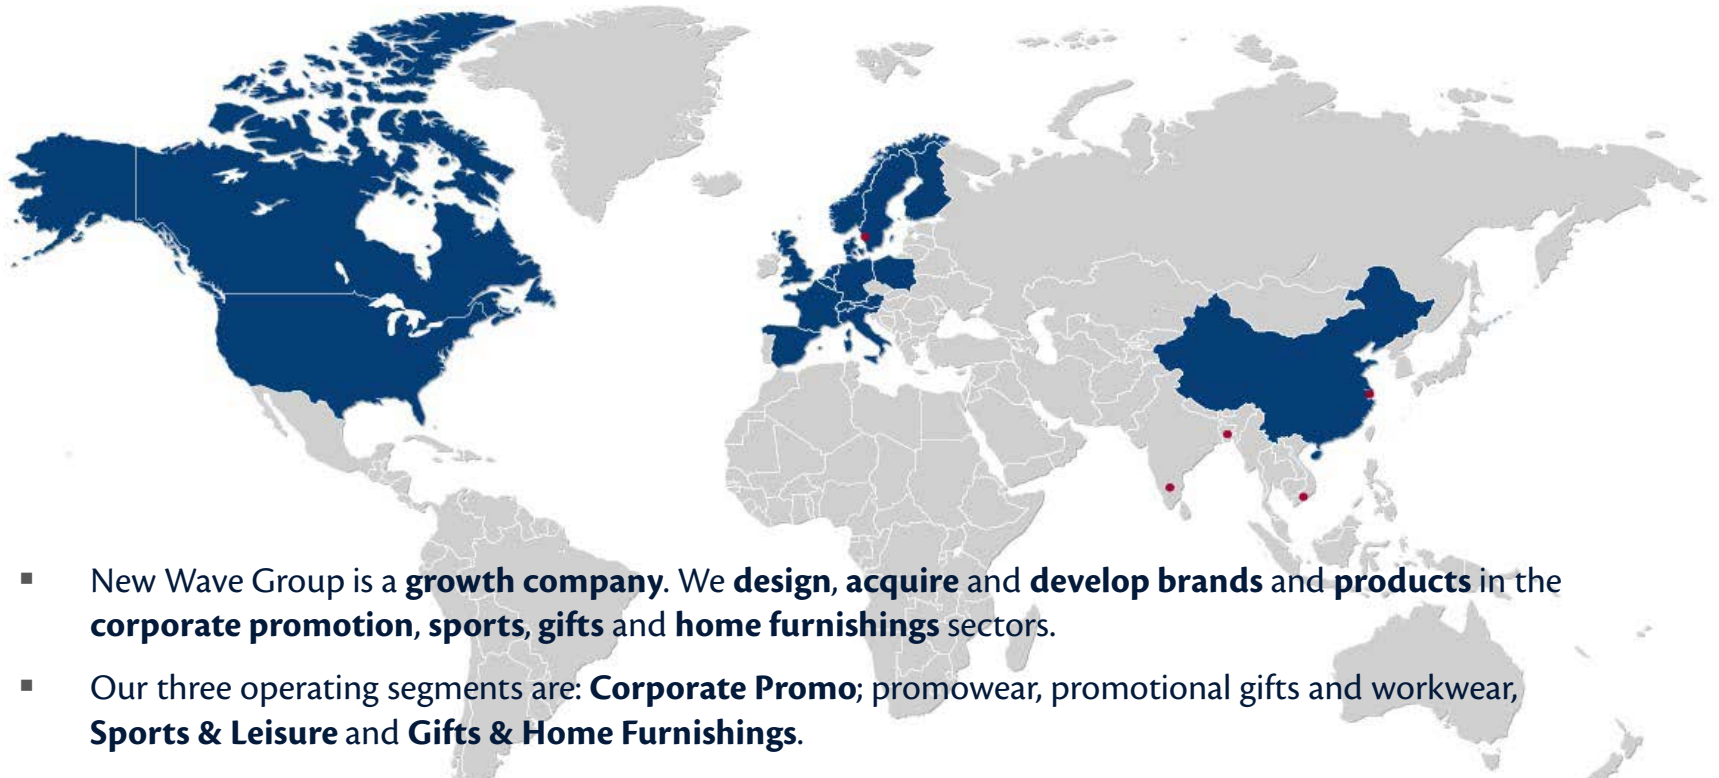 ▪ New Wave Group is a growth company. We design, acquire and develop brands and products in the
corporate promotion, sports, gifts and home furnishings sectors.
▪ Our three operating segments are: Corporate Promo; promowear, promotional gifts and workwear,
Sports & Leisure and Gifts & Home Furnishings.